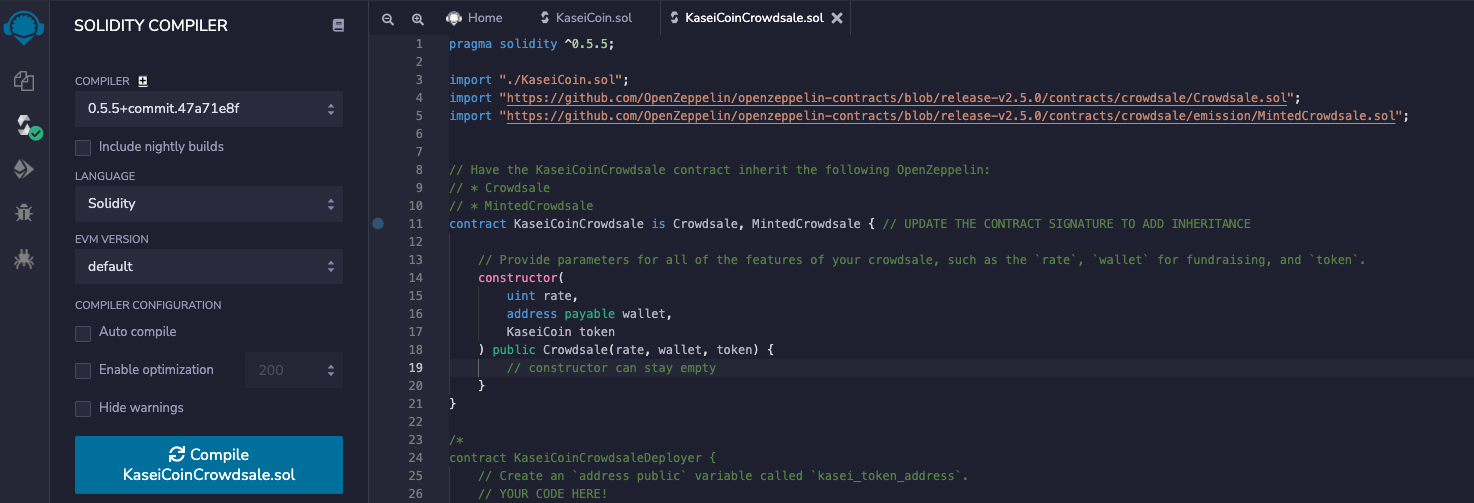 SOLIDITY COMPILER
COMPILER
0.5.5+commit.47a71e8f
Include nightly builds
LANGUAGE
Solidity
EVM VERSION
default
COMPILER CONFIGURATION
Auto compile
Enable optimization
200
Hide warnings
Compile
KaseiCoinCrowdsale.sol
Home
KaseiCoin.sol
KaseiCoinCrowdsale.sol
1 pragma solidity ^0.5.5;
2
3 import "./KaseiCoin.sol";
4 import "https://github.com/OpenZeppelin/openzeppelin-contracts/blob/release-v2.5.0/contracts/crowdsale/Crowdsale.sol";
5 import "https://github.com/OpenZeppelin/openzeppelin-contracts/blob/release-v2.5.0/contracts/crowdsale/emission/MintedCrowdsale.sol";
6
7
8 // Have the KaseiCoinCrowdsale contract inherit the following OpenZeppelin:
9 // * Crowdsale
10 // * MintedCrowdsale
11 contract KaseiCoinCrowdsale is Crowdsale, MintedCrowdsale { // UPDATE THE CONTRACT SIGNATURE TO ADD INHERITANCE
12
13 // Provide parameters for all of the features of your crowdsale, such as the `rate`, `wallet` for fundraising, and `token`.
14 constructor(
15 uint rate,
16 address payable wallet,
17 KaseiCoin token
18 ) public Crowdsale(rate, wallet, token) {
19 // constructor can stay empty
20 }
21 }
22
23 /*
24 contract KaseiCoinCrowdsaleDeployer {
25 // Create an `address public` variable called `kasei_token_address`.
26 // YOUR CODE HERE!